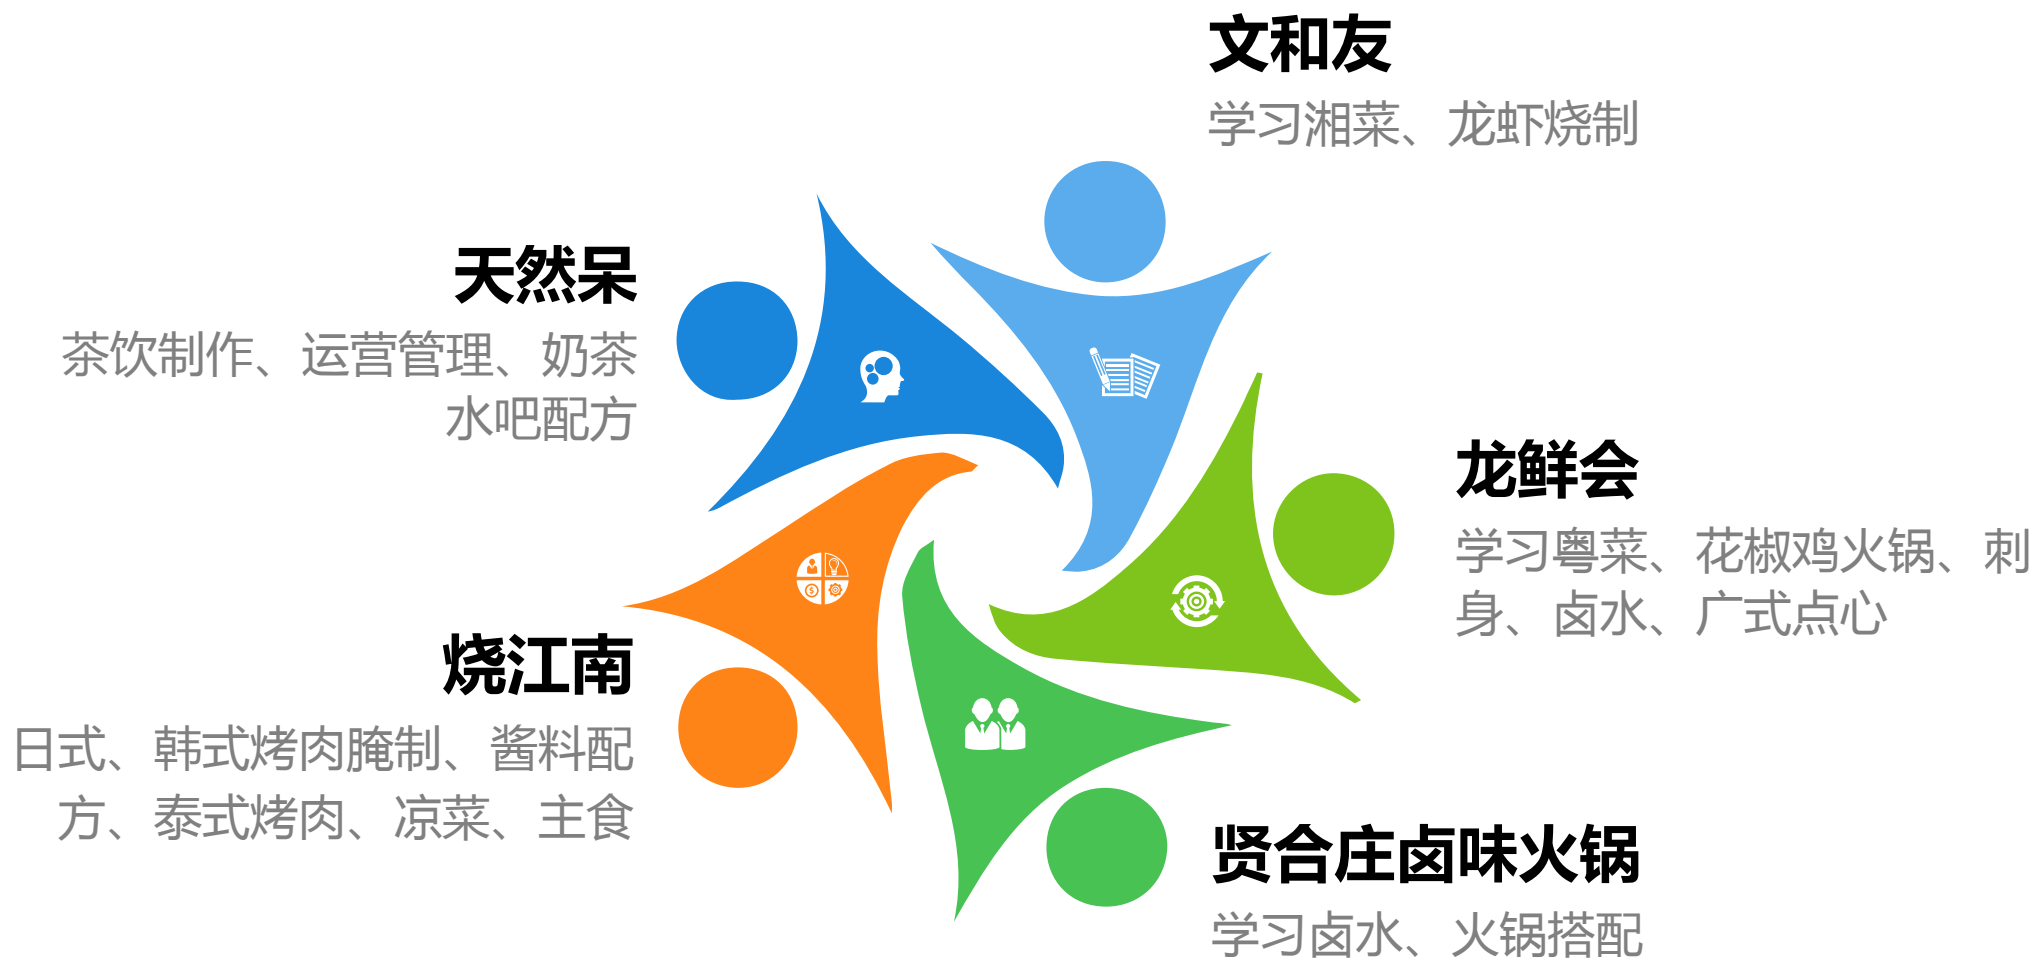 文和友
学习湘菜、龙虾烧制
天然呆
茶饮制作、运营管理、奶茶
水吧配方
龙鲜会
学习粤菜、花椒鸡火锅、刺
身、卤水、广式点心
烧江南
日式、韩式烤肉腌制、酱料配
方、泰式烤肉、凉菜、主食
贤合庄卤味火锅
学习卤水、火锅搭配